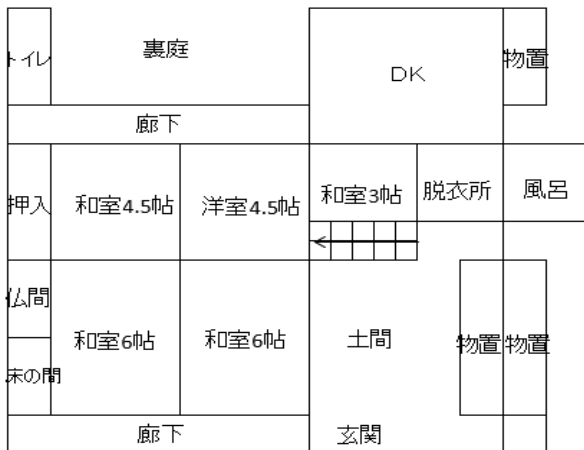 トイレ
裏庭
DK
物置
廊下
押入
和室4.5帖
洋室4.5帖
和室3帖
脱衣所
風呂
仏間
床の間
和室6帖
和室6帖
土間
物置
物置
廊下
玄関